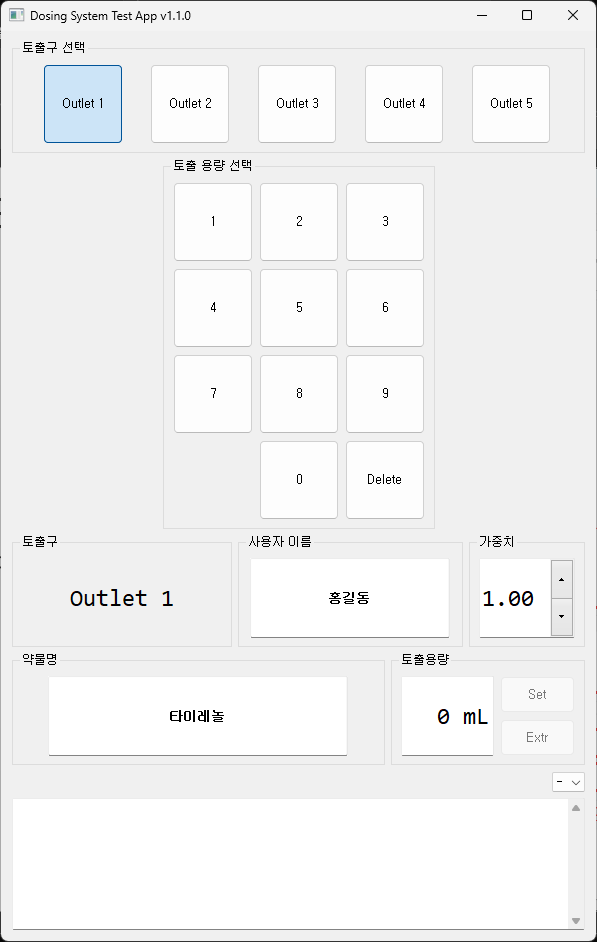 Dosing System Test App v1.1.0
토출구 선택
Outlet 1
Outlet 2
Outlet 3
Outlet 4
Outlet 5
토출 용량 선택
1
2
3
4
5
6
7
8
9
0
Delete
토출구
사용자 이름
가중치
Outlet 1
홍길동
1.00
약물명
토출용량
타이레놀
0 mL
Set
Extr
-